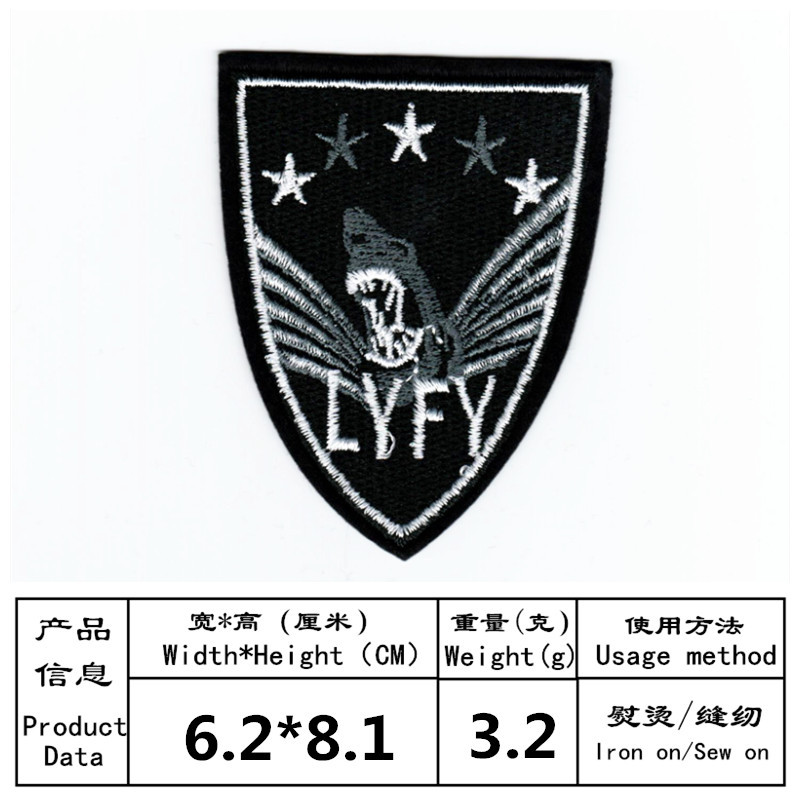 LYFY
产品
信息
Product
Data
宽*高 (厘米)
Width*Height (CM)
重量(克)
Weight(g)
使用方法
Usage method
6.2*8.1
3.2
熨烫/缝纫
Iron on/Sew on